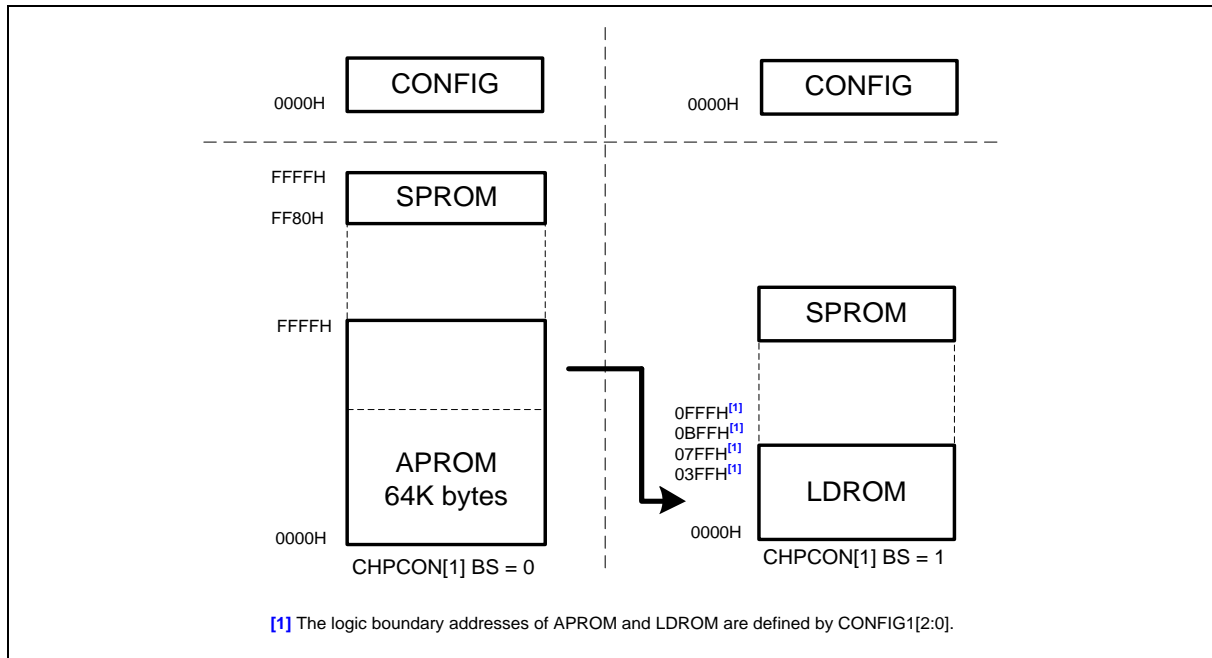 CONFIG
0000H
CONFIG
0000H
FFFFH
SPROM
FF80H
FFFFH
APROM
64K bytes
0000H
CHPCON[1] BS = 0
SPROM
0FFFH[1]
0BFFH[1]
07FFH[1]
03FFH[1]
LDROM
0000H
CHPCON[1] BS = 1
[1] The logic boundary addresses of APROM and LDROM are defined by CONFIG1[2:0].